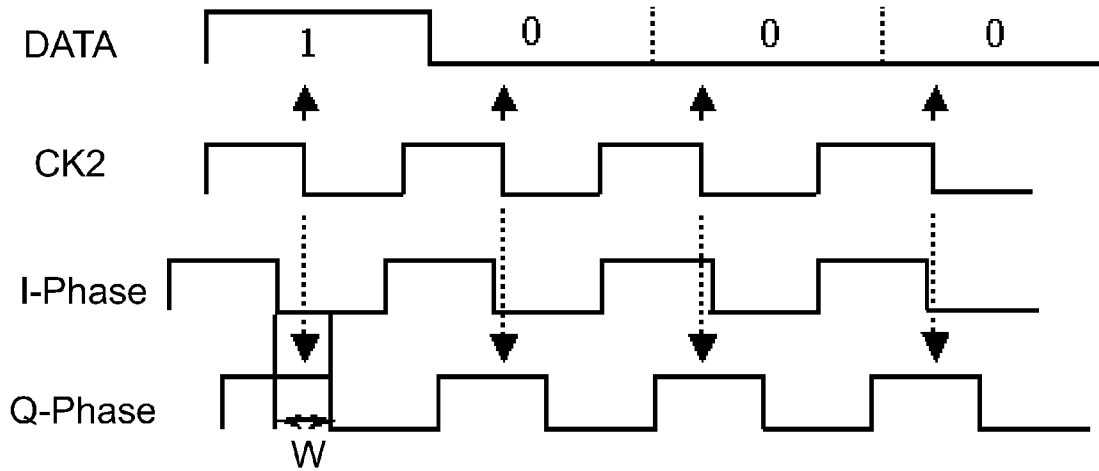 DATA 1 0 0 0
CK2
I-Phase
Q-Phase
W